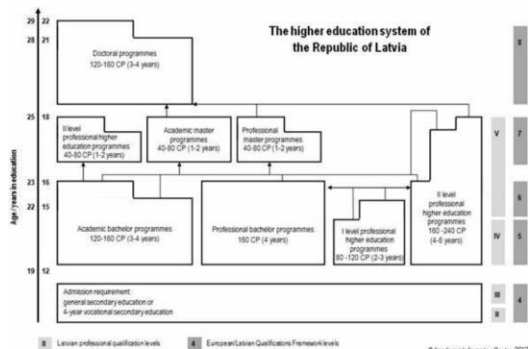 The higher education system of
the Republic of Latvia
Age/years in education
29 22
28 21
25 18
23 16
22 15
19 12
Doctoral programmes
120-160 CP (3-4 years)
II level
professional higher
education programmes
40-80 CP (1-2 years)
Academic master
programmes
40-80 CP (1-2 years)
Professional
master programmes
40-80 CP (1-2 years)
Academic bachelor programmes
120-160 CP (3-4 years)
Professional bachelor programmes
160 CP (4 years)
I level professional
higher education
programmes
80 -120 CP (2-3 years)
II level
professional
higher education
programmes
160 -240 CP
(4-6 years)
V
IV
III
II
8
7
6
5
4
Admission requirement:
general secondary education or
4-year vocational secondary education
II Latvian professional qualification levels
4 European/Latvian Qualifications Framework levels